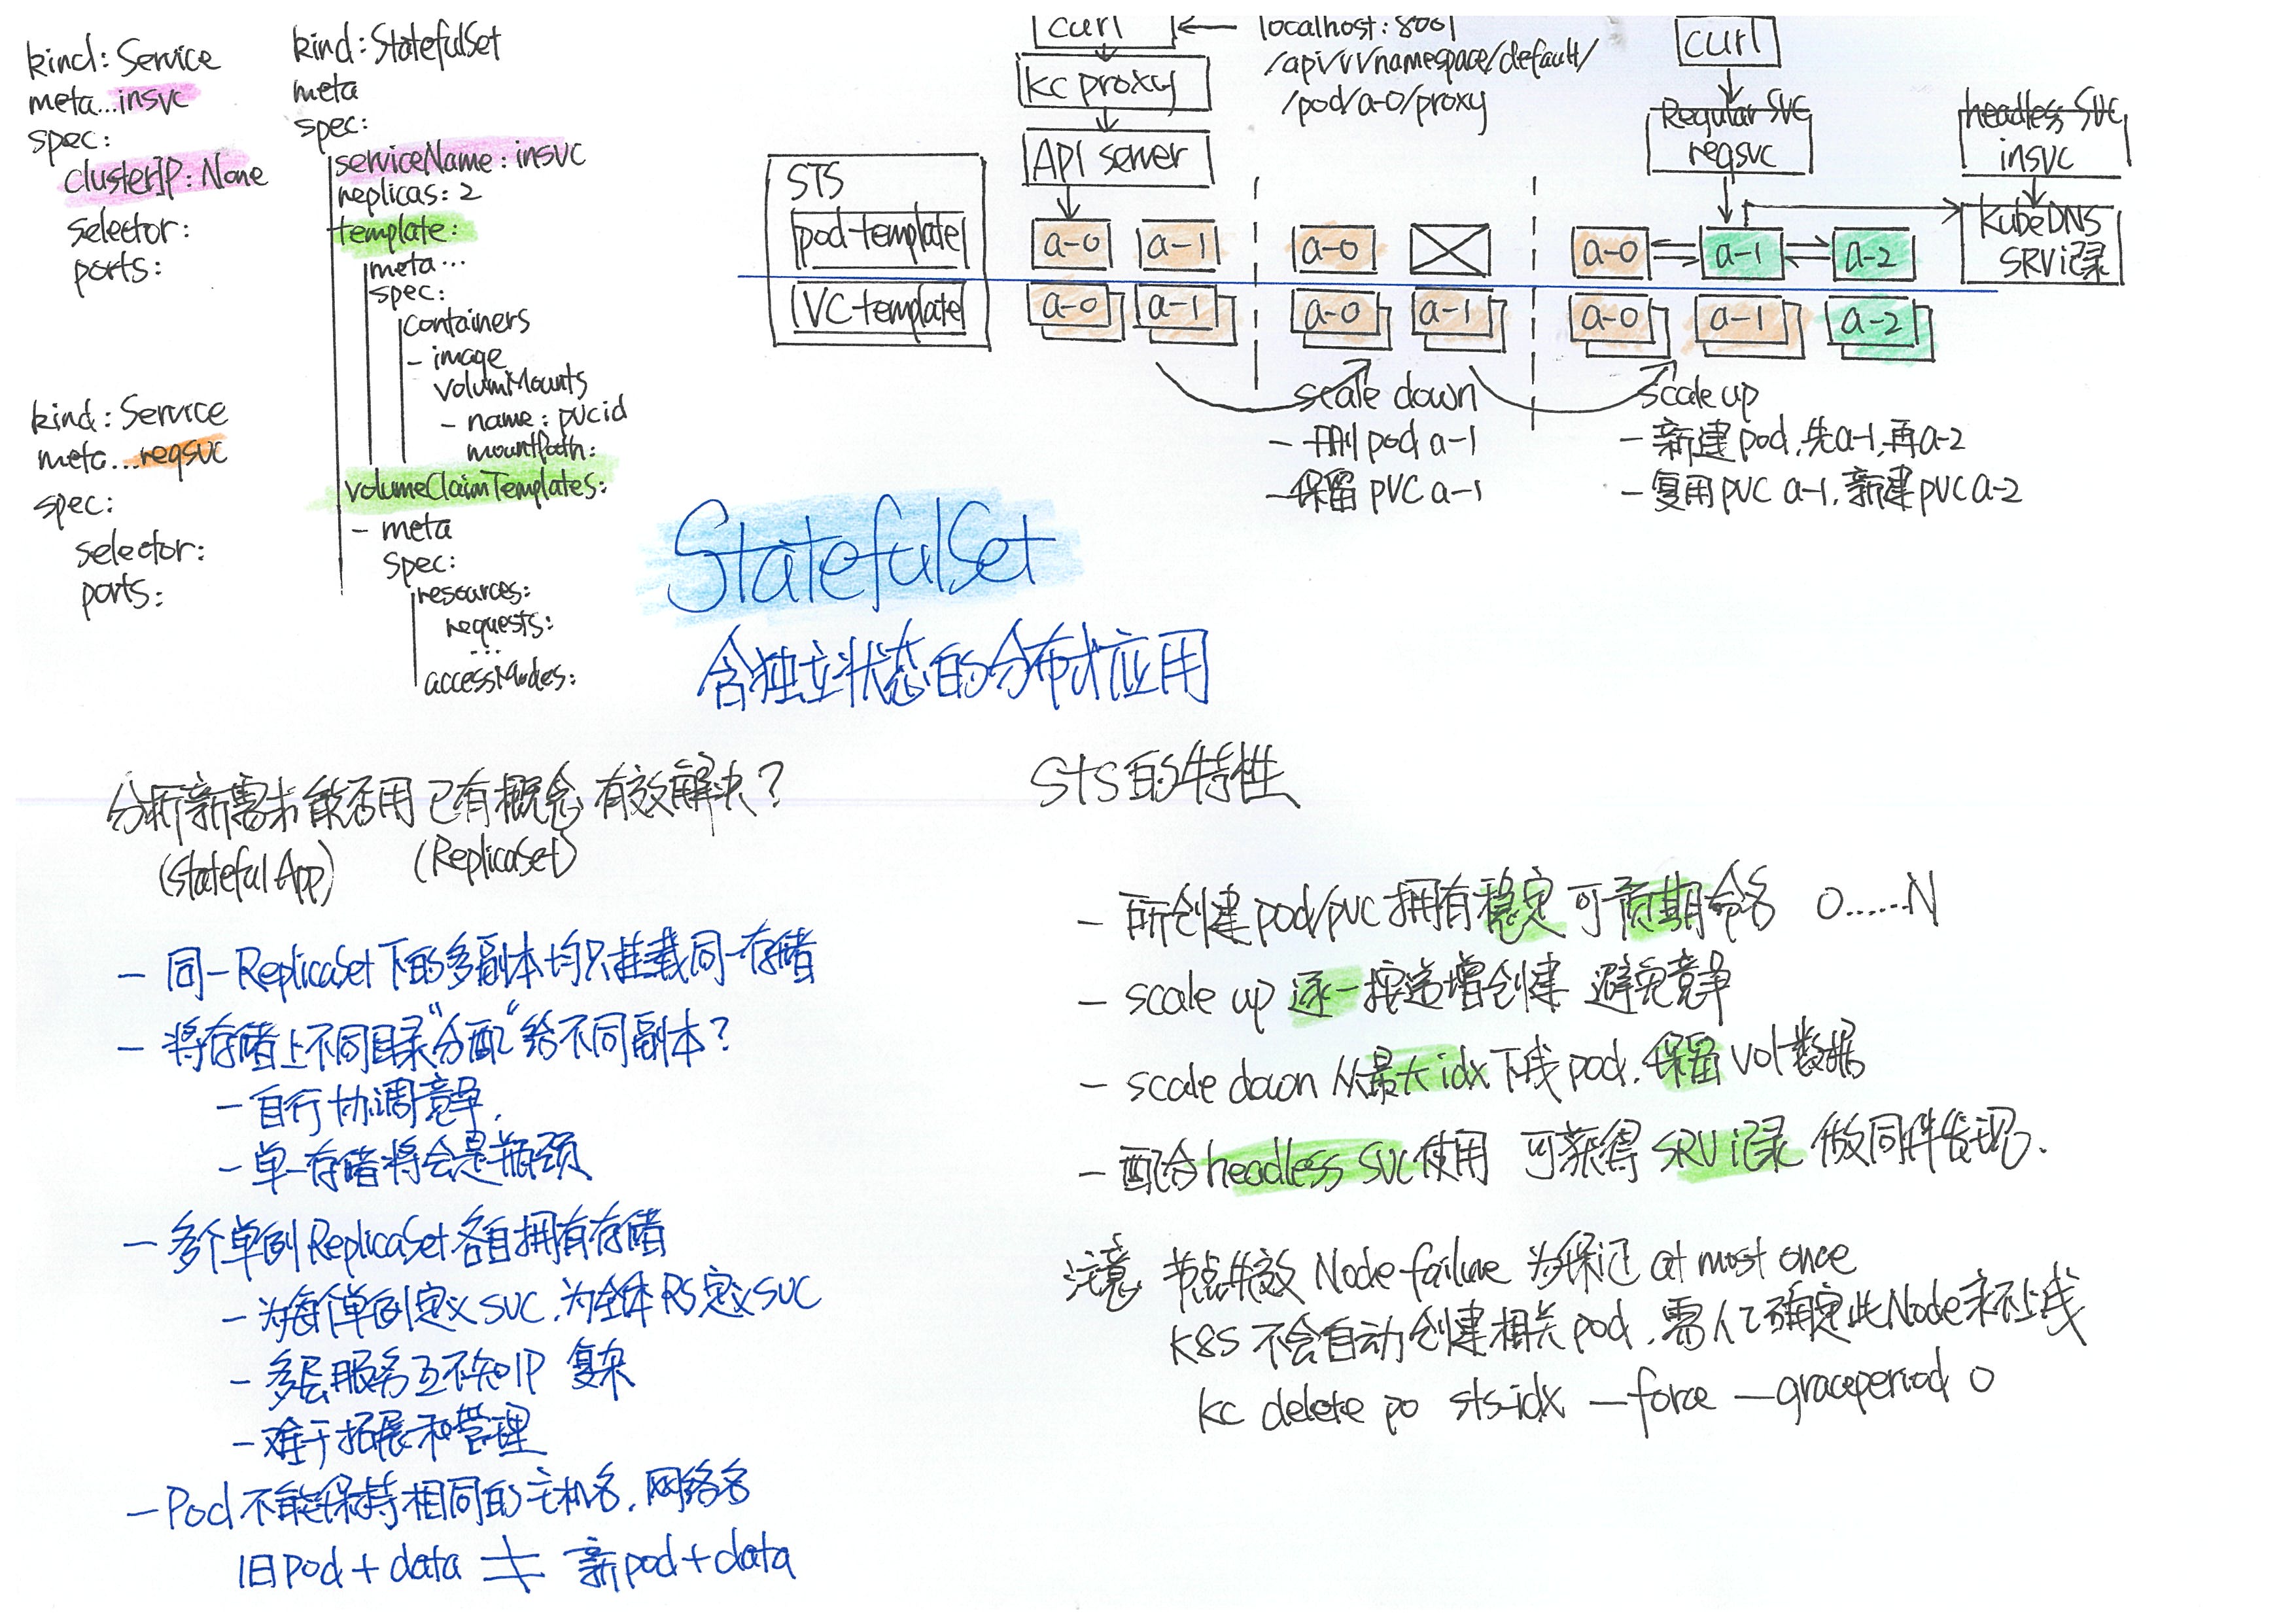 kind: Service
meta...insvc
spec:
clusterIP: None
selector:
ports:
kind: Service
meta...regsvc
spec:
selector:
ports:
kind: StatefulSet
meta
spec:
serviceName: insvc
replicas: 2
template:
meta...
spec:
containers
- image
volumMounts
- name: pvcid
mountPath:
volumeClaimTemplates:
- meta
spec:
resources:
requests:
...
accessModes:
STS
pod-template
VC-template
curl
localhost:8001
/api/v1/namespace/default/
/pod/a-0/proxy
kc proxy
API server
a-0
a-1
a-0
a-1
a-0
a-0
a-1
scale down
- 删 pod a-1
- 保留 PVC a-1
curl
Regular SVC
regsvc
headless SVC
insvc
KubeDNS
SRV记录
a-0
a-1
a-2
a-0
a-1
a-2
scale up
- 新建 pod, 先a-1, 再a-2
- 复用PVC a-1, 新建PVC a-2
StatefulSet
含独立状态的分布式应用
分析新需求能否用已有概念有效解决?
(Stateful App) (ReplicaSet)
- 同一ReplicaSet下的多副本均只挂载同一存储
- 将存储上不同目录“分配”给不同副本?
- 自行协调竞争,
- 单一存储将会是瓶颈
- 多个单例ReplicaSet各自拥有存储
- 为每个单例定义SVC, 为全体RS定义SVC
- 多层服务互不知IP 复杂
- 难于拓展和管理
- Pod 不能保持相同的主机名, 网络名
旧pod + data ≠ 新pod + data
STS的特性
- 所创建pod/pvc拥有稳定可预期命名 0......N
- scale up 逐一按递增创建 避免竞争
- scale down 从最大idx下线pod, 保留vol数据
- 配合headless svc使用 可获得SRV记录 做同伴发现.
注意 节点失效 Node failure 为保证 at most once
K8S 不会自动创建相关pod, 需人工确定此Node永不上线
kc delete po sts-idx —force —graceperiod 0